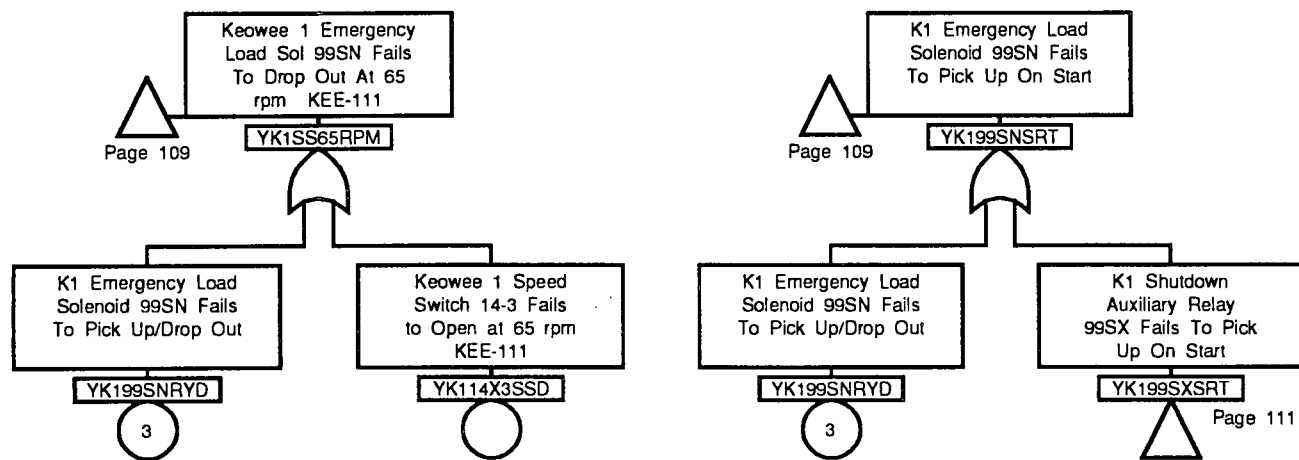 Keowee 1 Emergency
Load Sol 99SN Fails
To Drop Out At 65
rpm KEE-111
Page 109
YK1SS65RPM
K1 Emergency Load
Solenoid 99SN Fails
To Pick Up/Drop Out
YK199SNRYD
3
Keowee 1 Speed
Switch 14-3 Fails
to Open at 65 rpm
KEE-111
YK114X3SSD
K1 Emergency Load
Solenoid 99SN Fails
To Pick Up On Start
Page 109
YK199SNSRT
K1 Emergency Load
Solenoid 99SN Fails
To Pick Up/Drop Out
YK199SNRYD
3
K1 Shutdown
Auxiliary Relay
99SX Fails To Pick
Up On Start
YK199SXSRT
Page 111